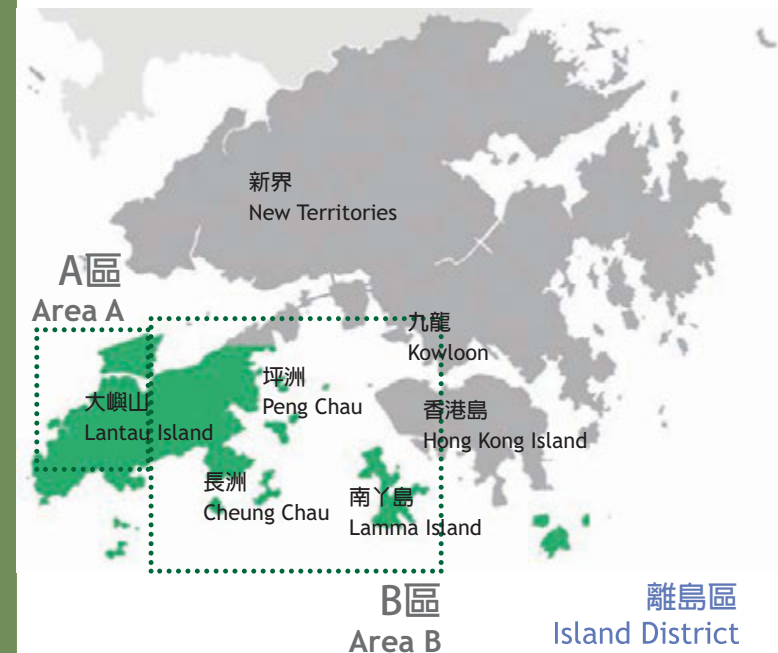 新界
New Territories
A區
Area A
九龍
Kowloon
坪洲
Peng Chau
大嶼山
Lantau Island
香港島
Hong Kong Island
長洲
Cheung Chau
南丫島
Lamma Island
B區
Area B
離島區
Island District